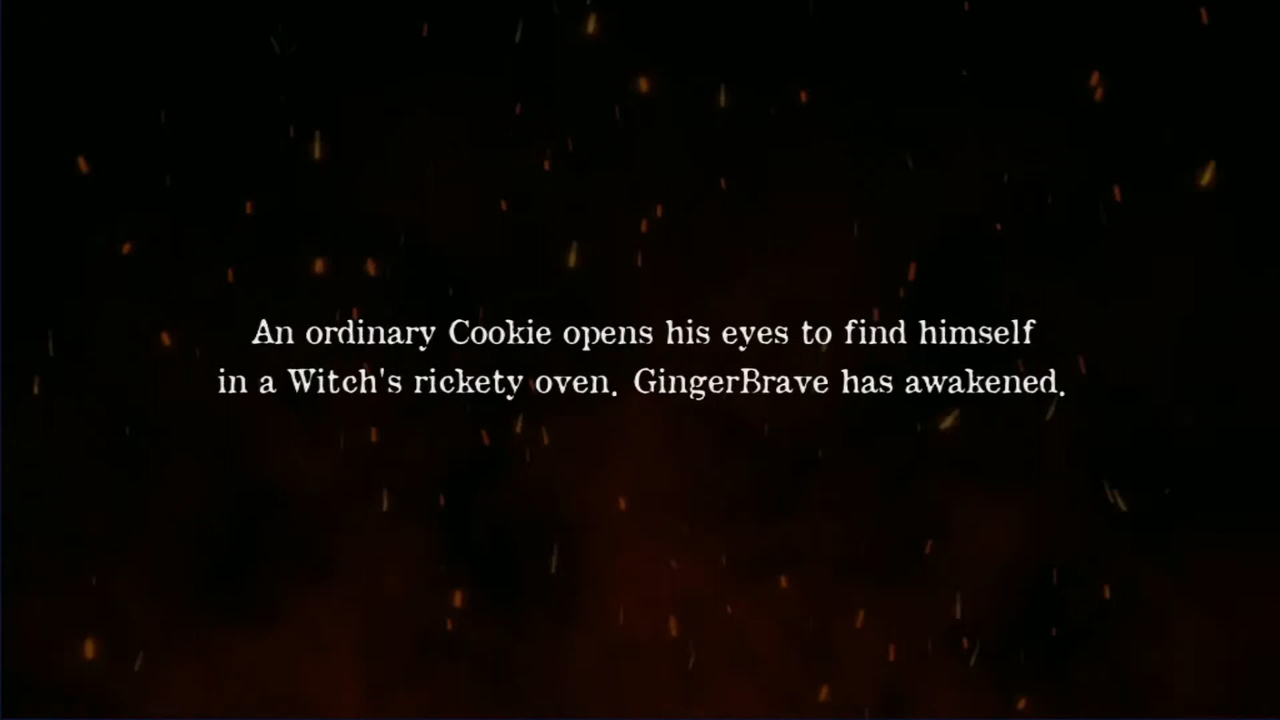 An ordinary Cookie opens his eyes to find himself
in a Witch's rickety oven. GingerBrave has awakened.